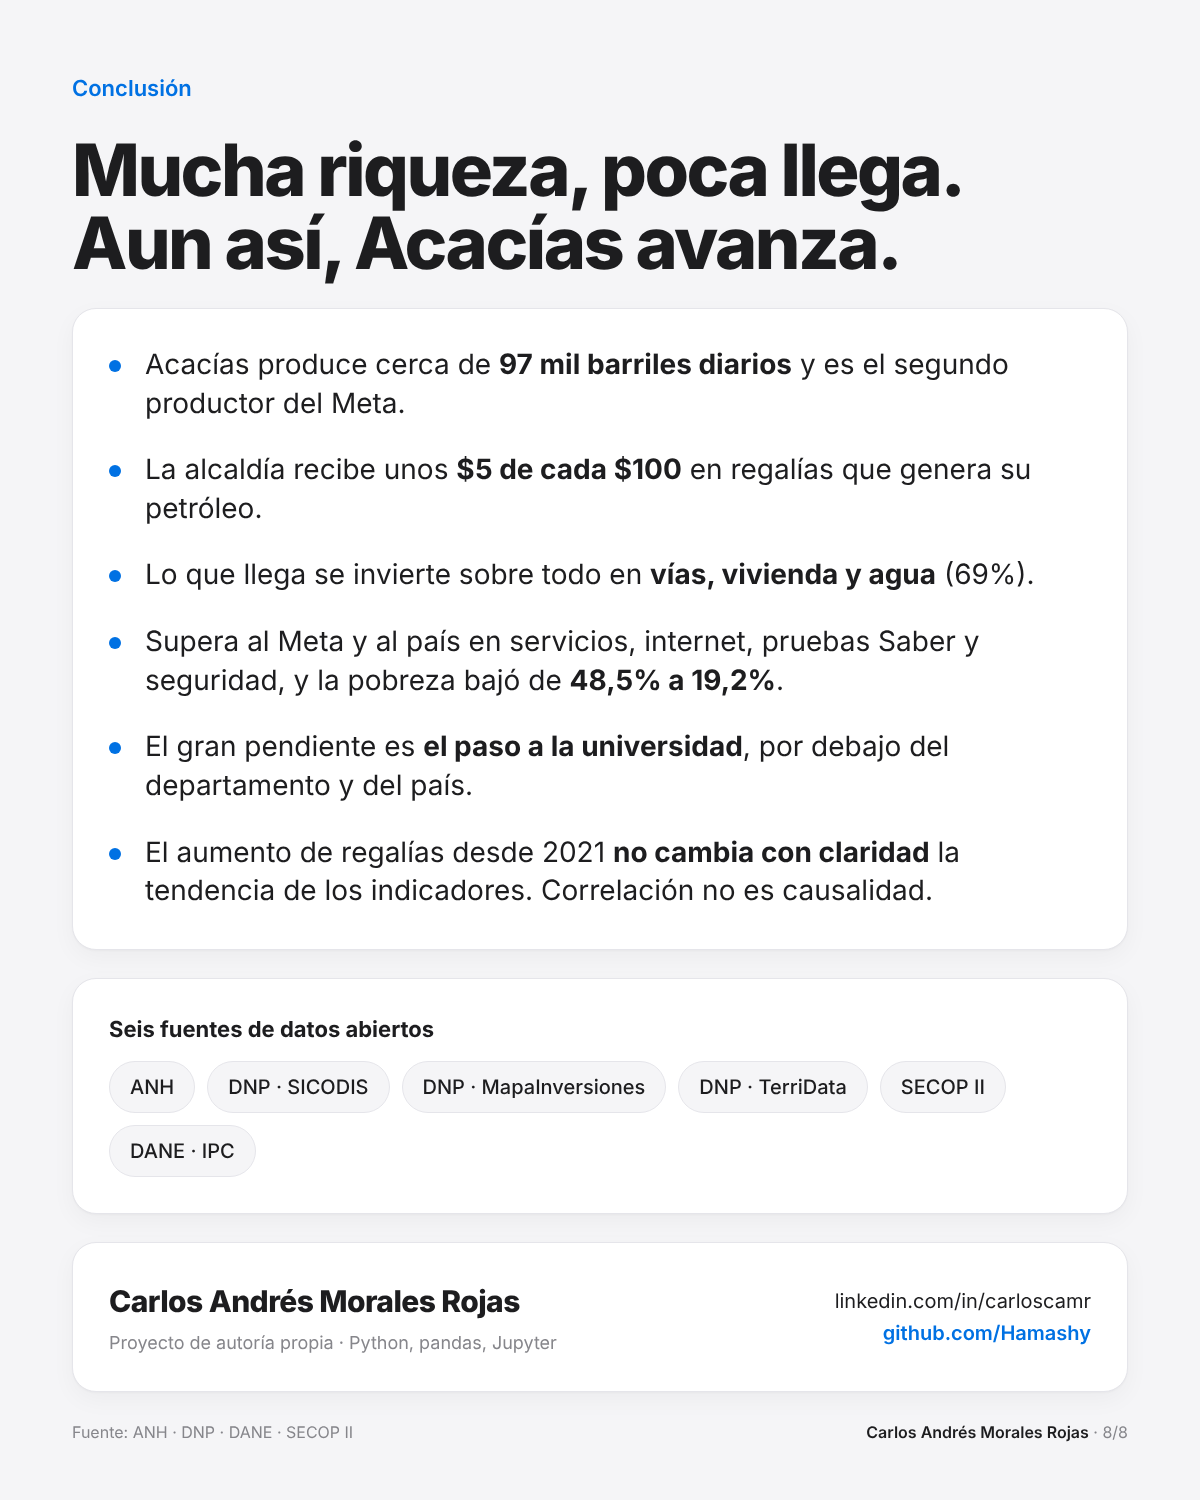 Conclusión
Mucha riqueza, poca llega.
Aun así, Acacías avanza.
Acacías produce cerca de 97 mil barriles diarios y es el segundo
productor del Meta.
La alcaldía recibe unos $5 de cada $100 en regalías que genera su
petróleo.
Lo que llega se invierte sobre todo en vías, vivienda y agua (69%).
Supera al Meta y al país en servicios, internet, pruebas Saber y
seguridad, y la pobreza bajó de 48,5% a 19,2%.
El gran pendiente es el paso a la universidad, por debajo del
departamento y del país.
El aumento de regalías desde 2021 no cambia con claridad la
tendencia de los indicadores. Correlación no es causalidad.
Seis fuentes de datos abiertos
ANH
DNP · SICODIS
DNP · MapaInversiones
DNP · TerriData
SECOP II
DANE · IPC
Carlos Andrés Morales Rojas
Proyecto de autoría propia · Python, pandas, Jupyter
linkedin.com/in/carloscamr
github.com/Hamashy
Fuente: ANH · DNP · DANE · SECOP II
Carlos Andrés Morales Rojas · 8/8